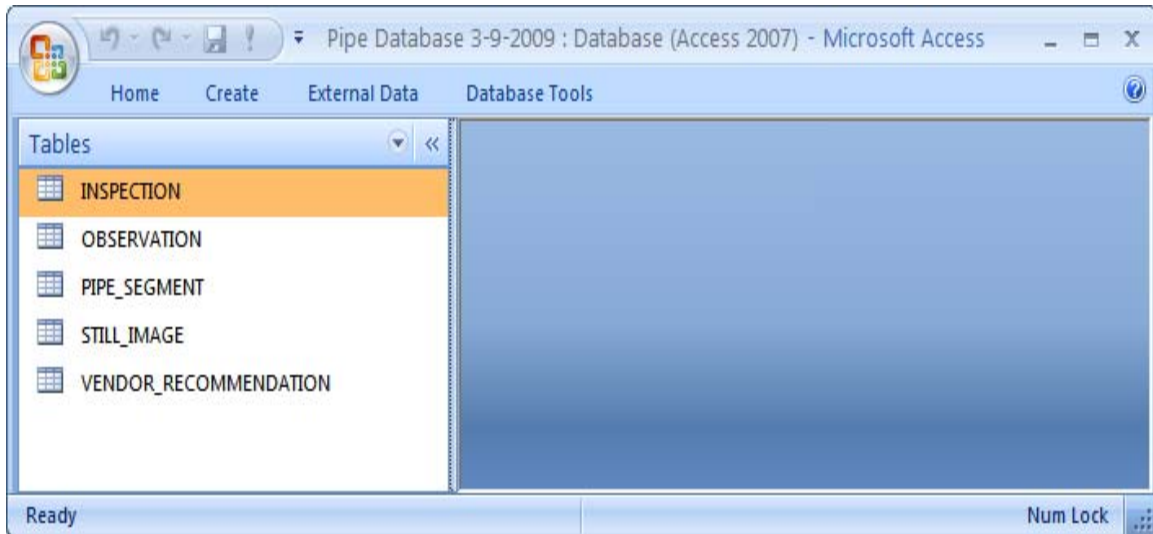 Pipe Database 3-9-2009 : Database (Access 2007) - Microsoft Access
Home Create External Data Database Tools
Tables
INSPECTION
OBSERVATION
PIPE_SEGMENT
STILL_IMAGE
VENDOR_RECOMMENDATION
Ready Num Lock